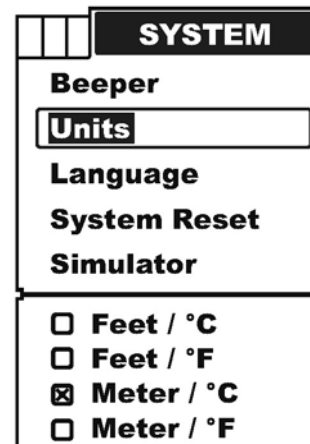 SYSTEM
Beeper
Units
Language
System Reset
Simulator
Feet / °C
Feet / °F
Meter / °C
Meter / °F